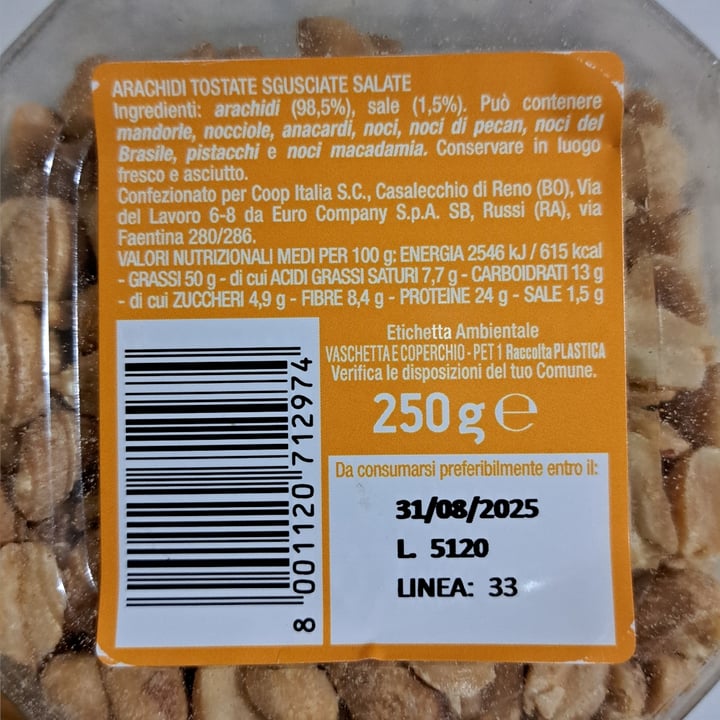 ARACHIDI TOSTATE SGUSCIATE SALATE
Ingredienti: arachidi (98,5%), sale (1,5%). Può contenere
mandorle, nocciole, anacardi, noci, noci di pecan, noci del
Brasile, pistacchi e noci macadamia. Conservare in luogo
fresco e asciutto.
Confezionato per Coop Italia S.C., Casalecchio di Reno (BO), Via
del Lavoro 6-8 da Euro Company S.p.A. SB, Russi (RA), via
Faentina 280/286.
VALORI NUTRIZIONALI MEDI PER 100 g: ENERGIA 2546 kJ / 615 kcal
- GRASSI 50 g - di cui ACIDI GRASSI SATURI 7,7 g - CARBOIDRATI 13 g
- di cui ZUCCHERI 4,9 g - FIBRE 8,4 g - PROTEINE 24 g - SALE 1,5 g
Etichetta Ambientale
VASCHETTA E COPERCHIO - PET 1 Raccolta PLASTICA
Verifica le disposizioni del tuo Comune.
250 g ℮
Da consumarsi preferibilmente entro il:
31/08/2025
L. 5120
LINEA: 33
8 001120 712974